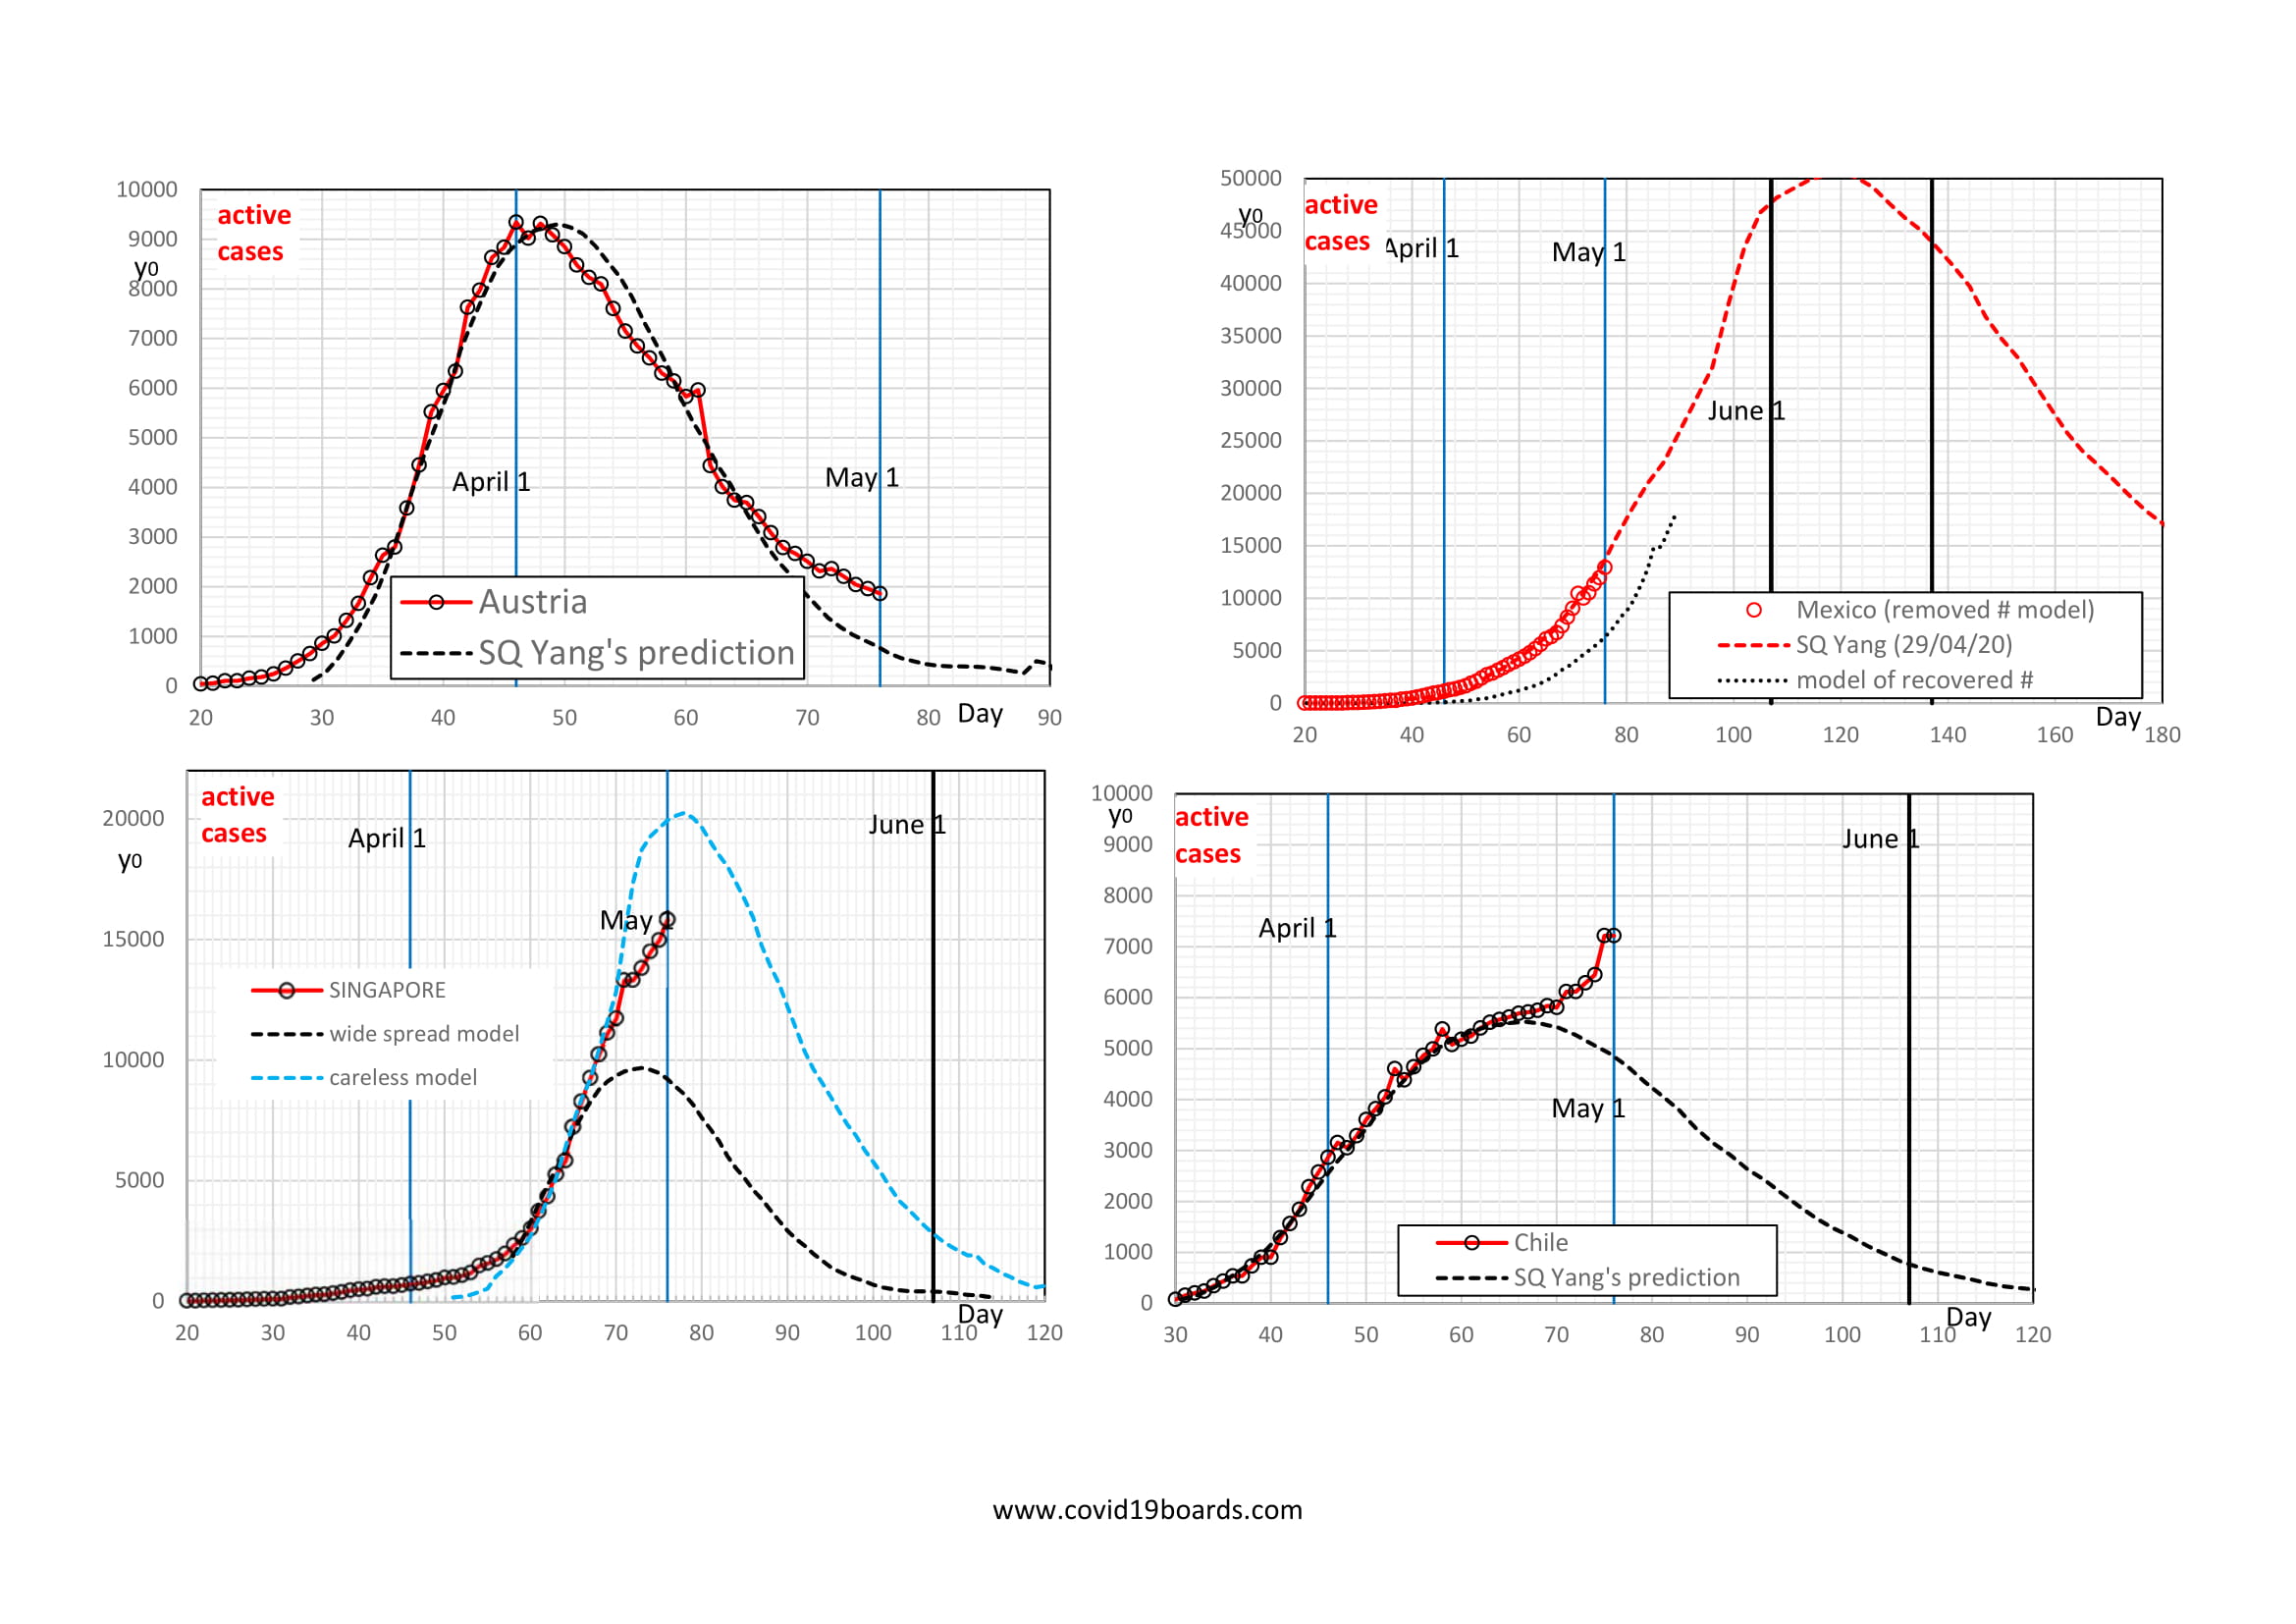 10000
9000
8000
7000
6000
5000
4000
3000
2000
1000
0
active
cases
y0
April 1
May 1
Austria
SQ Yang's prediction
20 30 40 50 60 70 80 Day 90
50000
45000
40000
35000
30000
25000
20000
15000
10000
5000
0
active
cases
y0
April 1
May 1
June 1
Mexico (removed # model)
SQ Yang (29/04/20)
model of recovered #
Day
20 40 60 80 100 120 140 160 180
20000
15000
10000
5000
0
active
cases
y0
April 1
June 1
May
SINGAPORE
wide spread model
careless model
Day
20 30 40 50 60 70 80 90 100 110 120
10000
9000
8000
7000
6000
5000
4000
3000
2000
1000
0
y0
active
cases
June 1
April 1
May 1
Chile
SQ Yang's prediction
Day
30 40 50 60 70 80 90 100 110 120
www.covid19boards.com